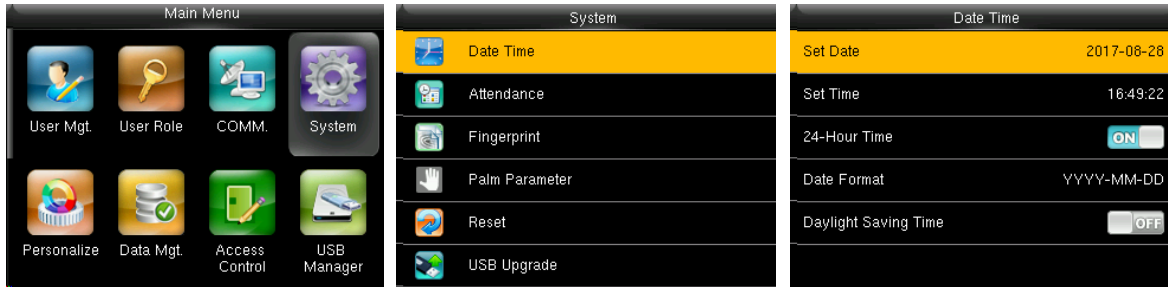 Main Menu
User Mgt.
User Role
COMM.
System
Personalize
Data Mgt.
Access
Control
USB
Manager
System
Date Time
Attendance
Fingerprint
Palm Parameter
Reset
USB Upgrade
Date Time
Set Date 2017-08-28
Set Time 16:49:22
24-Hour Time ON
Date Format YYYY-MM-DD
Daylight Saving Time OFF